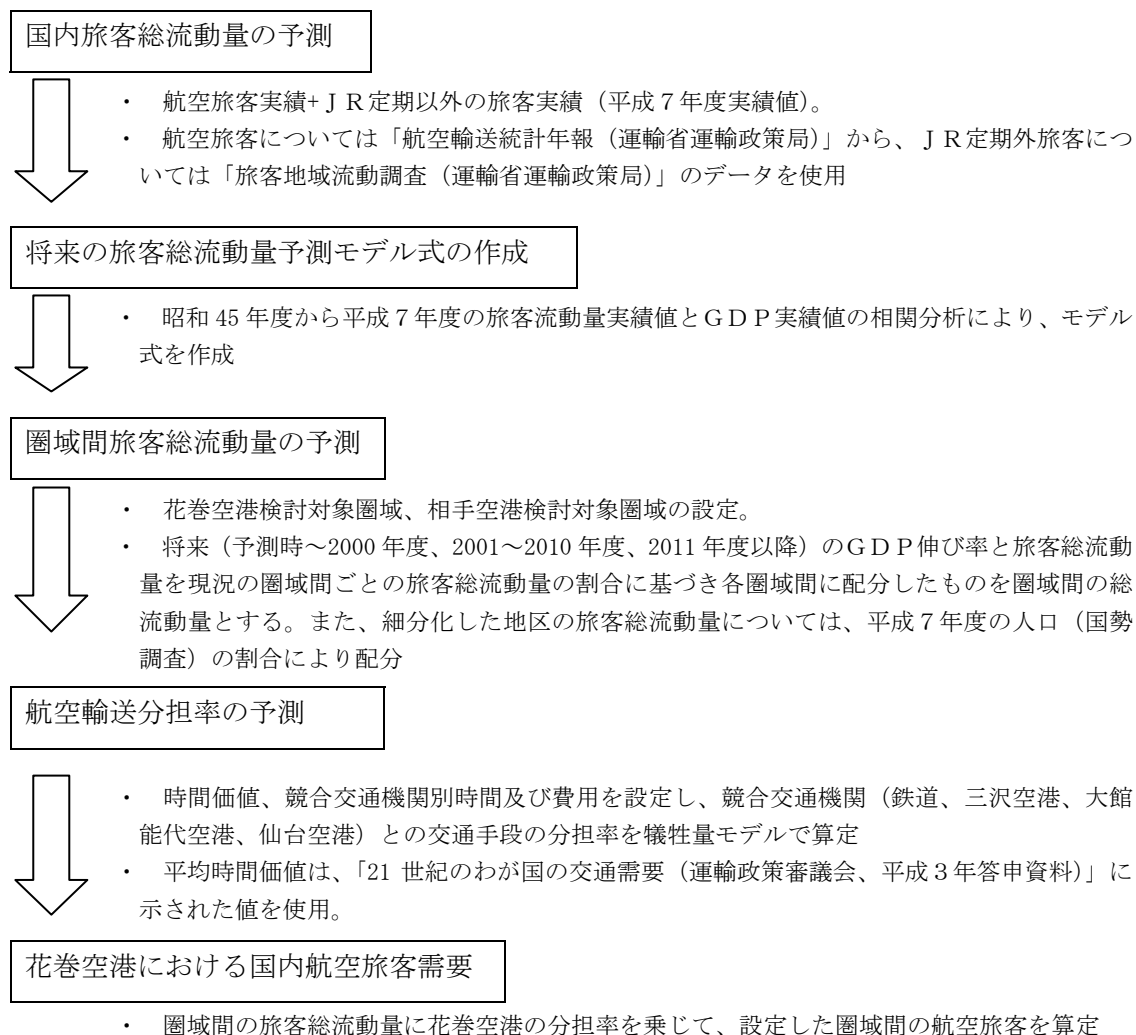 国内旅客総流動量の予測
・　航空旅客実績+ＪＲ定期以外の旅客実績（平成７年度実績値）。
・　航空旅客については「航空輸送統計年報（運輸省運輸政策局）」から、ＪＲ定期外旅客につ
いては「旅客地域流動調査（運輸省運輸政策局）」のデータを使用
将来の旅客総流動量予測モデル式の作成
・　昭和 45 年度から平成７年度の旅客流動量実績値とＧＤＰ実績値の相関分析により、モデル
式を作成
圏域間旅客総流動量の予測
・　花巻空港検討対象圏域、相手空港検討対象圏域の設定。
・　将来（予測時～2000 年度、2001～2010 年度、2011 年度以降）のＧＤＰ伸び率と旅客総流動
量を現況の圏域間ごとの旅客総流動量の割合に基づき各圏域間に配分したものを圏域間の総
流動量とする。また、細分化した地区の旅客総流動量については、平成７年度の人口（国勢
調査）の割合により配分
航空輸送分担率の予測
・　時間価値、競合交通機関別時間及び費用を設定し、競合交通機関（鉄道、三沢空港、大館
能代空港、仙台空港）との交通手段の分担率を犠牲量モデルで算定
・　平均時間価値は、「21 世紀のわが国の交通需要（運輸政策審議会、平成３年答申資料）」に
示された値を使用。
花巻空港における国内航空旅客需要
・　圏域間の旅客総流動量に花巻空港の分担率を乗じて、設定した圏域間の航空旅客を算定